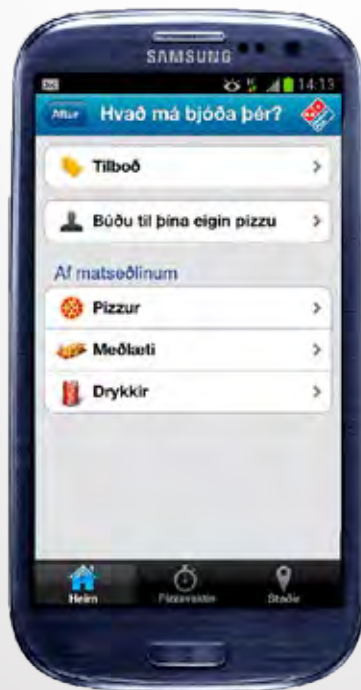 SAMSUNG
14:13
Aftur Hvað má bjóða þér?
Tilboð
Búðu til þína eigin pizzu
Af matseðlinum
Pizzur
Meðlæti
Drykkir
Heim Pizzavaktin Staðir